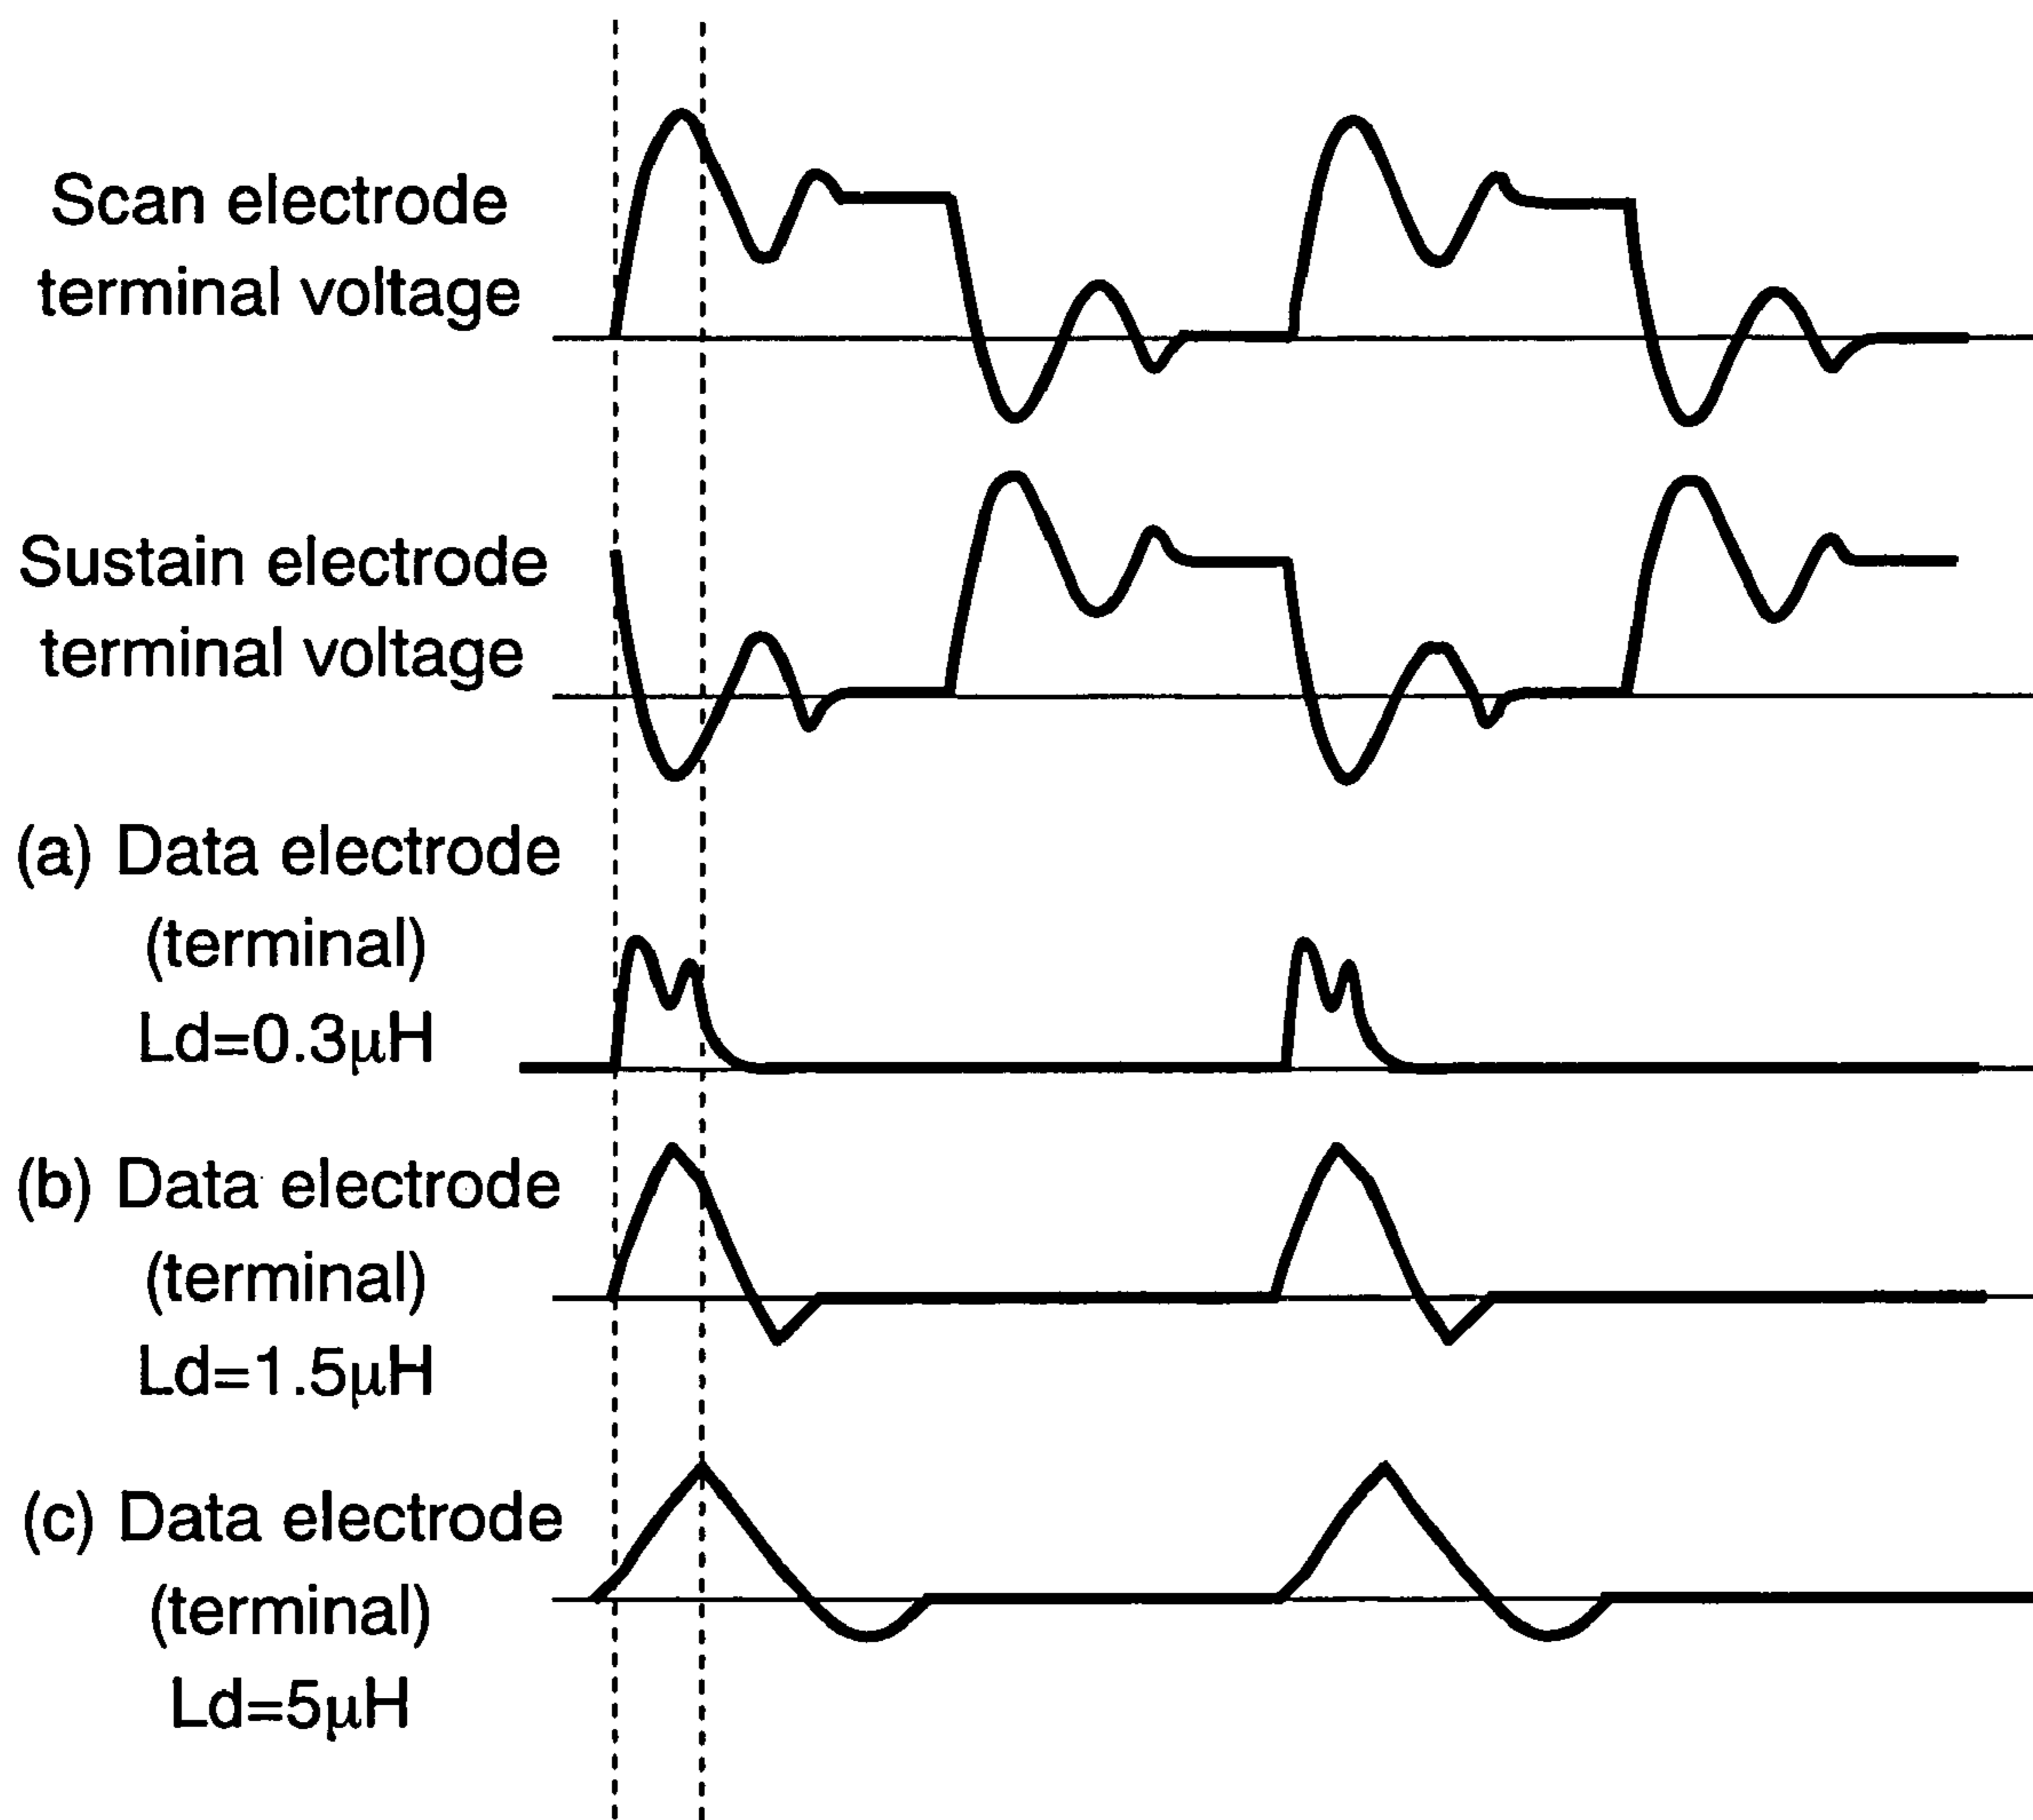 Scan electrode
terminal voltage
Sustain electrode
terminal voltage
(a) Data electrode
(terminal)
Ld=0.3μH
(b) Data electrode
(terminal)
Ld=1.5μH
(c) Data electrode
(terminal)
Ld=5μH